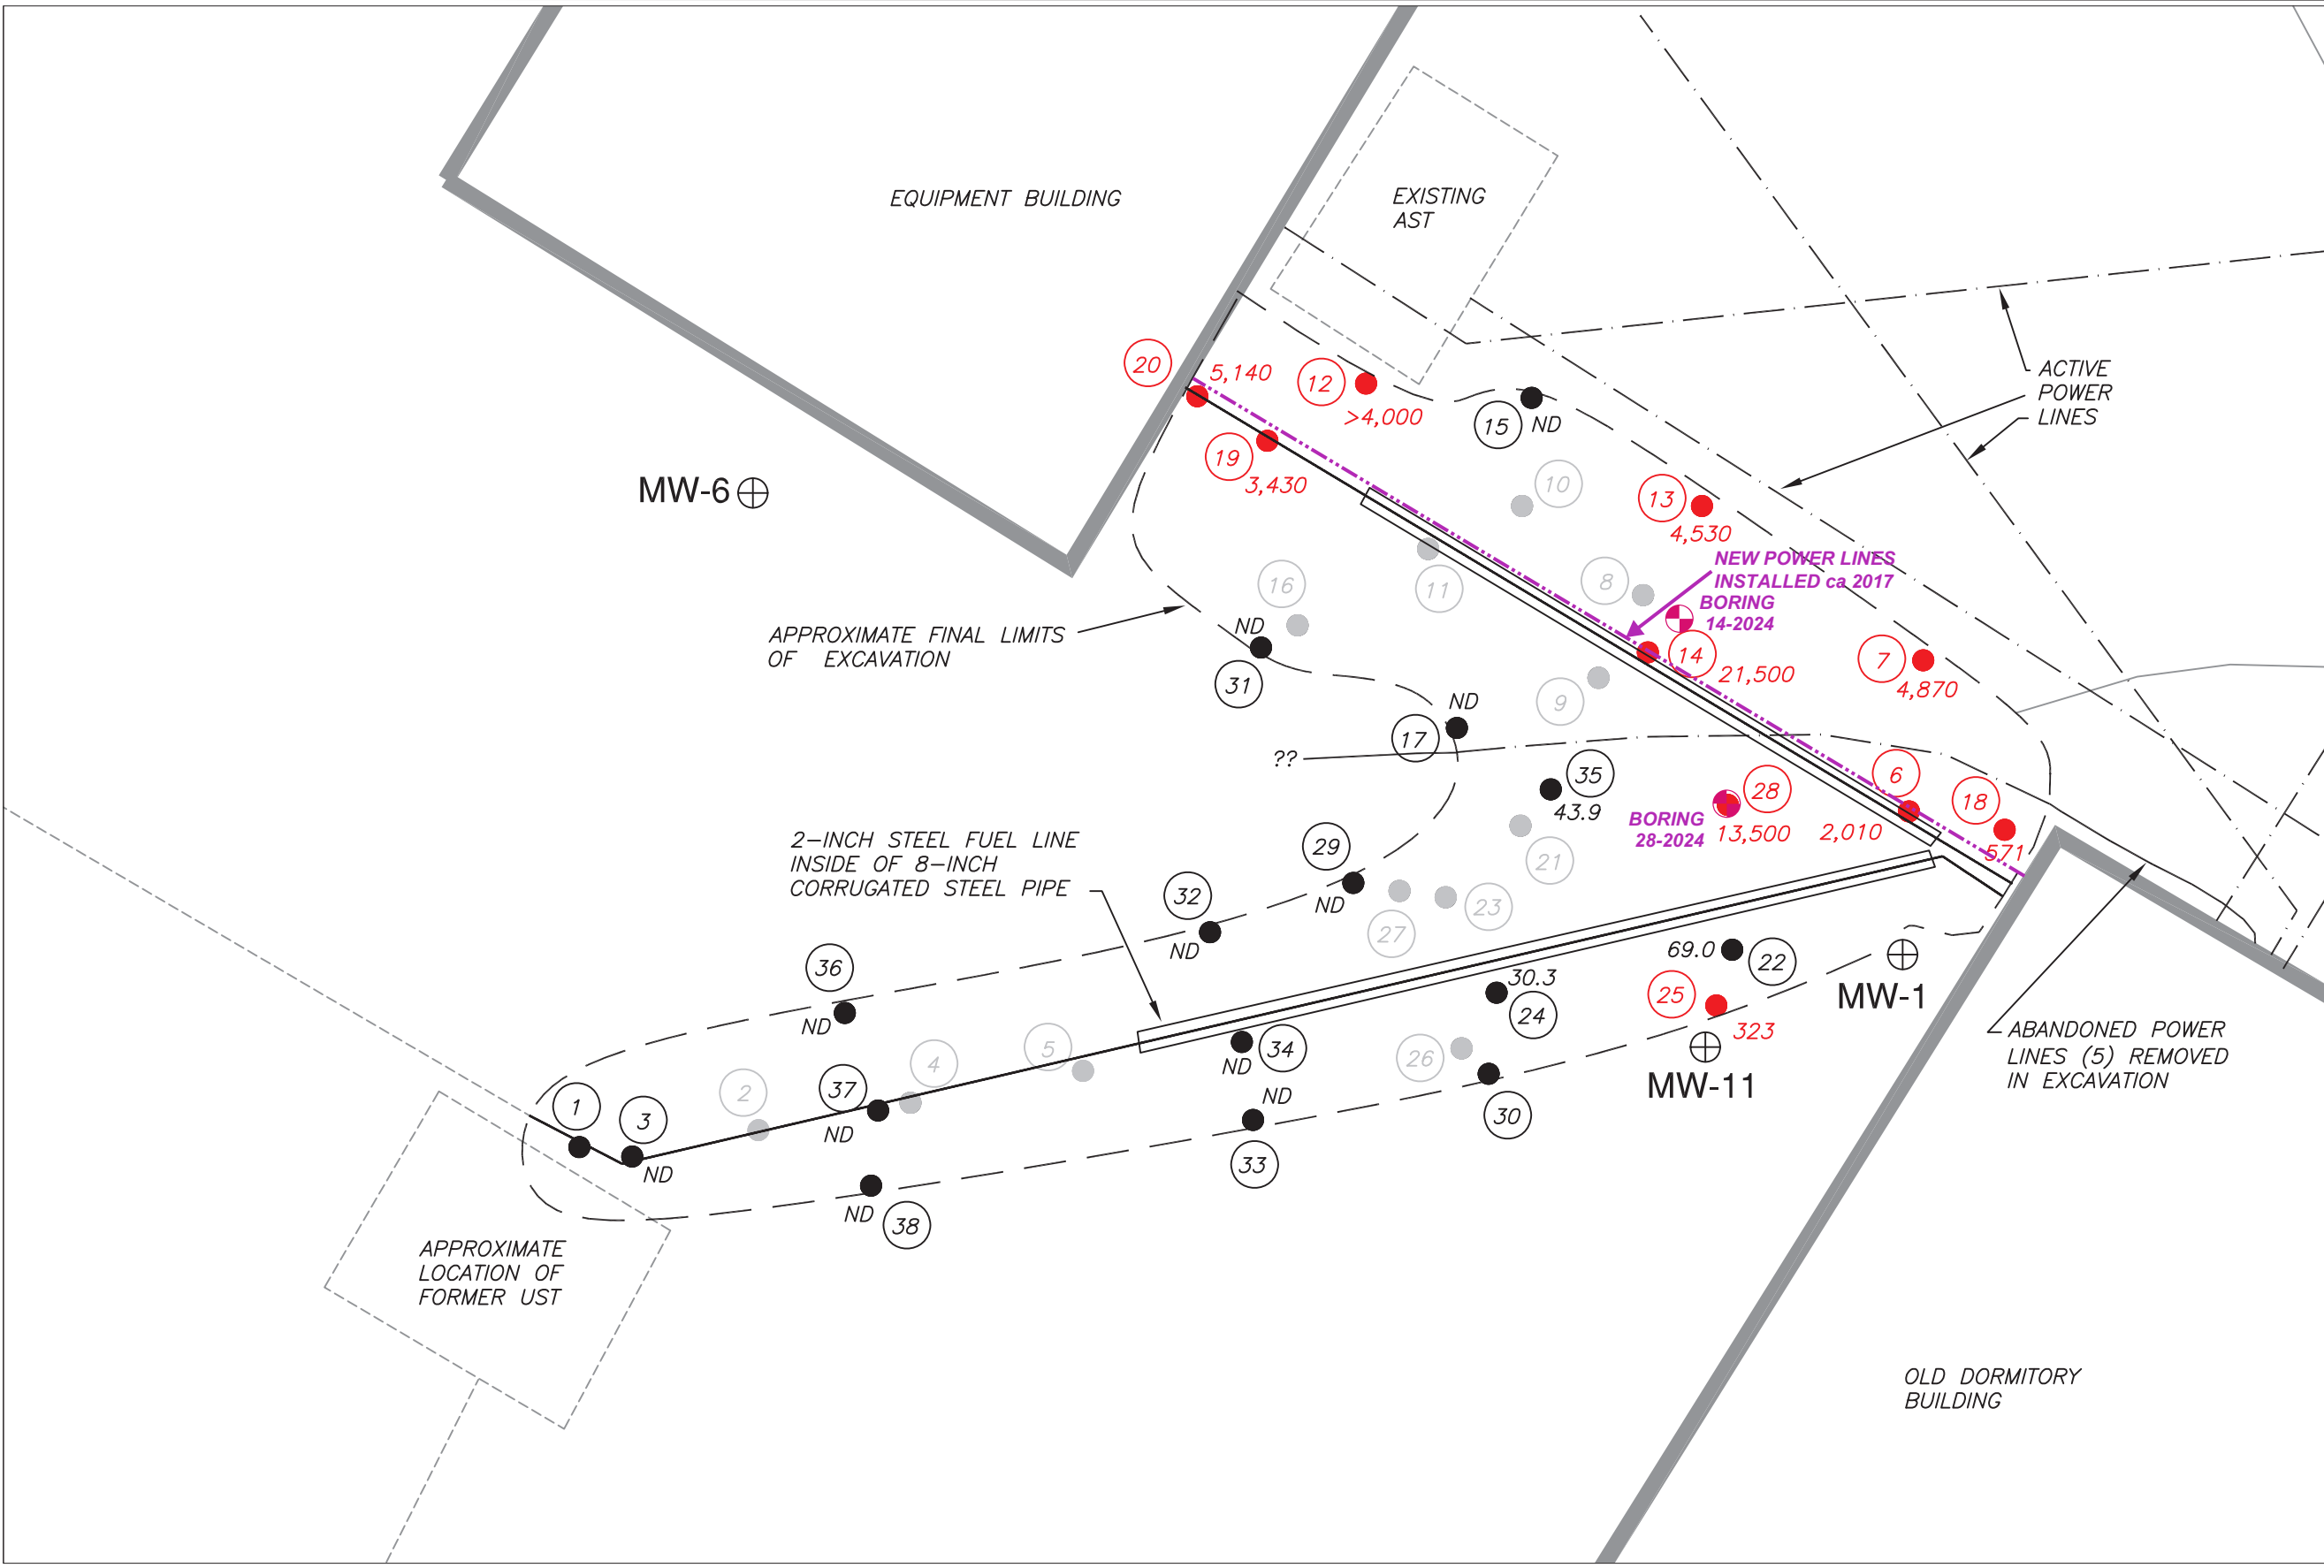 EQUIPMENT BUILDING
EXISTING
AST
ACTIVE
POWER
LINES
20
5,140
12
>4,000
15
ND
19
3,430
MW-6
10
13
4,530
NEW POWER LINES
INSTALLED ca 2017
BORING
14-2024
16
11
8
ND
31
APPROXIMATE FINAL LIMITS
OF EXCAVATION
14
21,500
7
4,870
9
ND
17
??
35
43.9
6
18
28
BORING
28-2024
13,500
2,010
571
2-INCH STEEL FUEL LINE
INSIDE OF 8-INCH
CORRUGATED STEEL PIPE
29
ND
21
32
ND
27
23
36
ND
69.0
22
MW-1
30.3
24
25
323
MW-11
ABANDONED POWER
LINES (5) REMOVED
IN EXCAVATION
5
4
34
ND
26
2
37
ND
ND
33
30
1
3
ND
ND
38
APPROXIMATE
LOCATION OF
FORMER UST
OLD DORMITORY
BUILDING